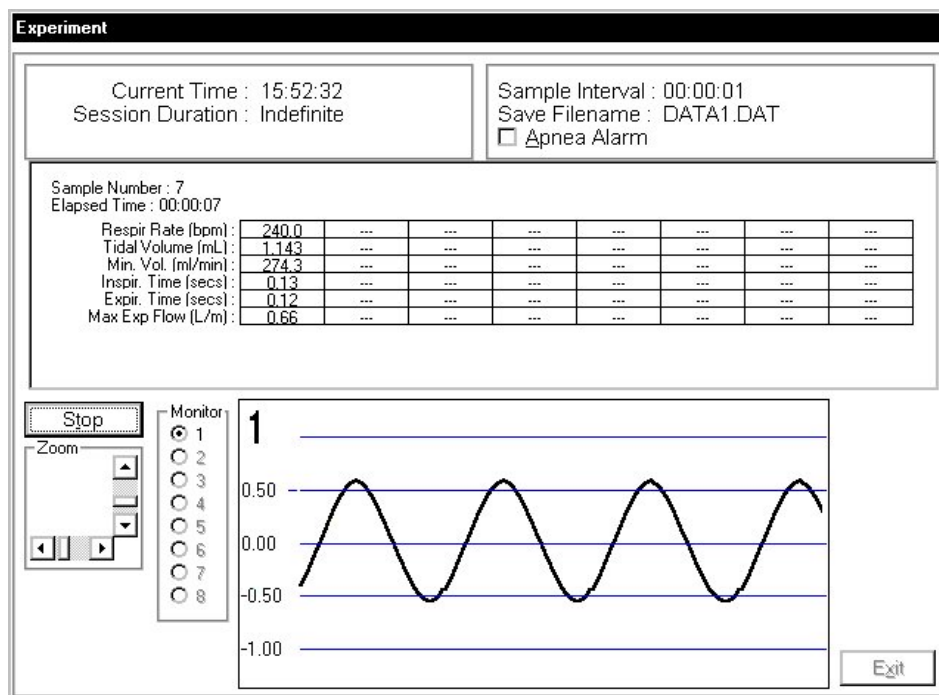 Experiment
Current Time : 15:52:32
Session Duration : Indefinite
Sample Interval : 00:00:01
Save Filename : DATA1.DAT
Apnea Alarm
Sample Number : 7
Elapsed Time : 00:00:07
Respir Rate (bpm) : 240.0 --- --- --- --- --- --- ---
Tidal Volume (mL) : 1.143 --- --- --- --- --- --- ---
Min. Vol. (ml/min) : 274.3 --- --- --- --- --- --- ---
Inspir. Time (secs) : 0.13 --- --- --- --- --- --- ---
Expir. Time (secs) : 0.12 --- --- --- --- --- --- ---
Max Exp Flow (L/m) : 0.66 --- --- --- --- --- --- ---
Stop
Zoom
Monitor
1
2
3
4
5
6
7
8
1
0.50
0.00
-0.50
-1.00
Exit